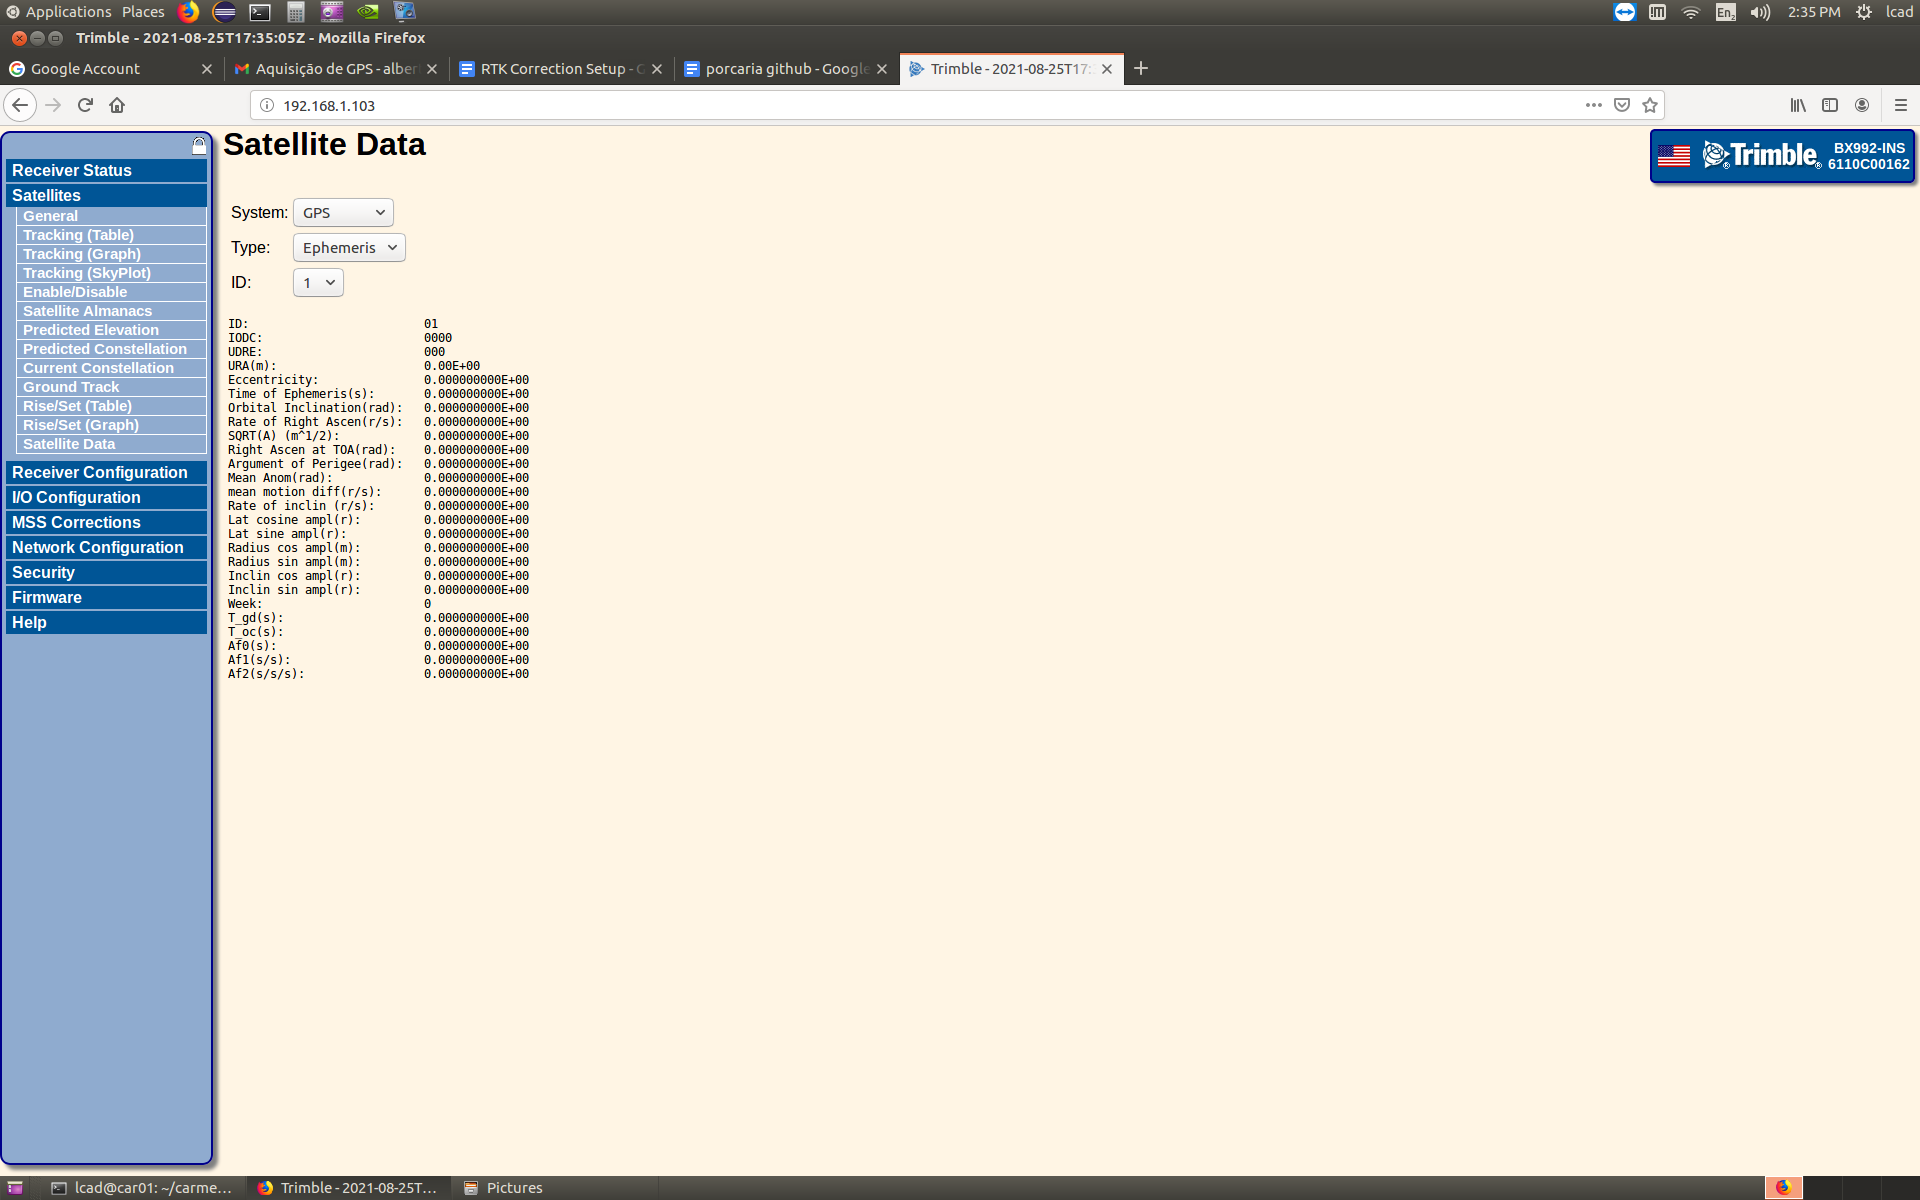 Applications Places En2 2:35 PM lcad
Trimble - 2021-08-25T17:35:05Z - Mozilla Firefox
Google Account Aquisição de GPS - alber RTK Correction Setup - porcaria github - Google Trimble - 2021-08-25T17:
192.168.1.103
Satellite Data
Trimble BX992-INS
6110C00162
Receiver Status
Satellites
General
Tracking (Table)
Tracking (Graph)
Tracking (SkyPlot)
Enable/Disable
Satellite Almanacs
Predicted Elevation
Predicted Constellation
Current Constellation
Ground Track
Rise/Set (Table)
Rise/Set (Graph)
Satellite Data
Receiver Configuration
I/O Configuration
MSS Corrections
Network Configuration
Security
Firmware
Help
System: GPS
Type: Ephemeris
ID: 1
ID: 01
IODC: 0000
UDRE: 000
URA(m): 0.00E+00
Eccentricity: 0.000000000E+00
Time of Ephemeris(s): 0.000000000E+00
Orbital Inclination(rad): 0.000000000E+00
Rate of Right Ascen(r/s): 0.000000000E+00
SQRT(A) (m^1/2): 0.000000000E+00
Right Ascen at TOA(rad): 0.000000000E+00
Argument of Perigee(rad): 0.000000000E+00
Mean Anom(rad): 0.000000000E+00
mean motion diff(r/s): 0.000000000E+00
Rate of inclin (r/s): 0.000000000E+00
Lat cosine ampl(r): 0.000000000E+00
Lat sine ampl(r): 0.000000000E+00
Radius cos ampl(m): 0.000000000E+00
Radius sin ampl(m): 0.000000000E+00
Inclin cos ampl(r): 0.000000000E+00
Inclin sin ampl(r): 0.000000000E+00
Week: 0
T_gd(s): 0.000000000E+00
T_oc(s): 0.000000000E+00
Af0(s): 0.000000000E+00
Af1(s/s): 0.000000000E+00
Af2(s/s/s): 0.000000000E+00
lcad@car01: ~/carme... Trimble - 2021-08-25T... Pictures